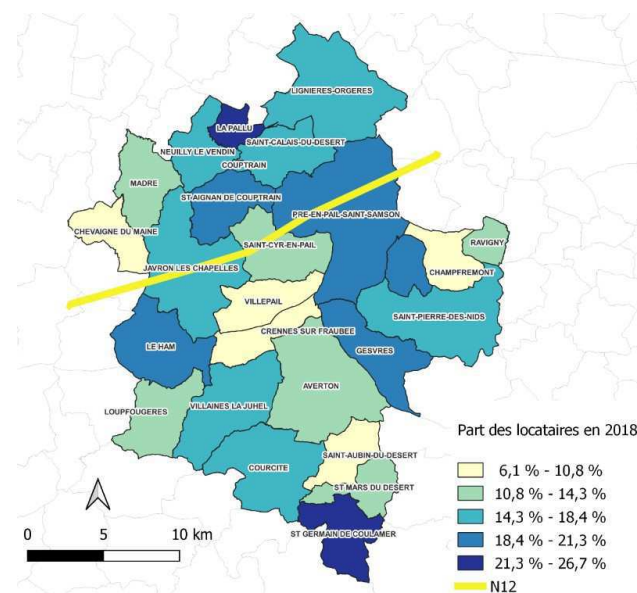 LIGNIERES-ORGERES
LA PALLU
SAINT-CALAIS-DU-DESERT
NEUILLY LE VENDIN
COUPTRAIN
MADRE
ST AIGNAN DE COUPTRAIN
PRE-EN-PAIL-SAINT-SAMSON
CHEVAIGNE DU MAINE
SAINT-CYR-EN-PAIL
RAVIGNY
JAVRON LES CHAPELLES
CHAMPFREMONT
VILLEPAIL
SAINT-PIERRE-DES-NIDS
CRENNES SUR FRAUBEE
LE HAM
GESVRES
AVERTON
LOUPFOUGERES
VILLAINES LA JUHEL
SAINT-AUBIN-DU-DESERT
COURCITE
ST MARS DU DESERT
ST GERMAIN DE COULAMER
Part des locataires en 2018
6,1 % - 10,8 %
10,8 % - 14,3 %
14,3 % - 18,4 %
18,4 % - 21,3 %
21,3 % - 26,7 %
N12
0 5 10 km